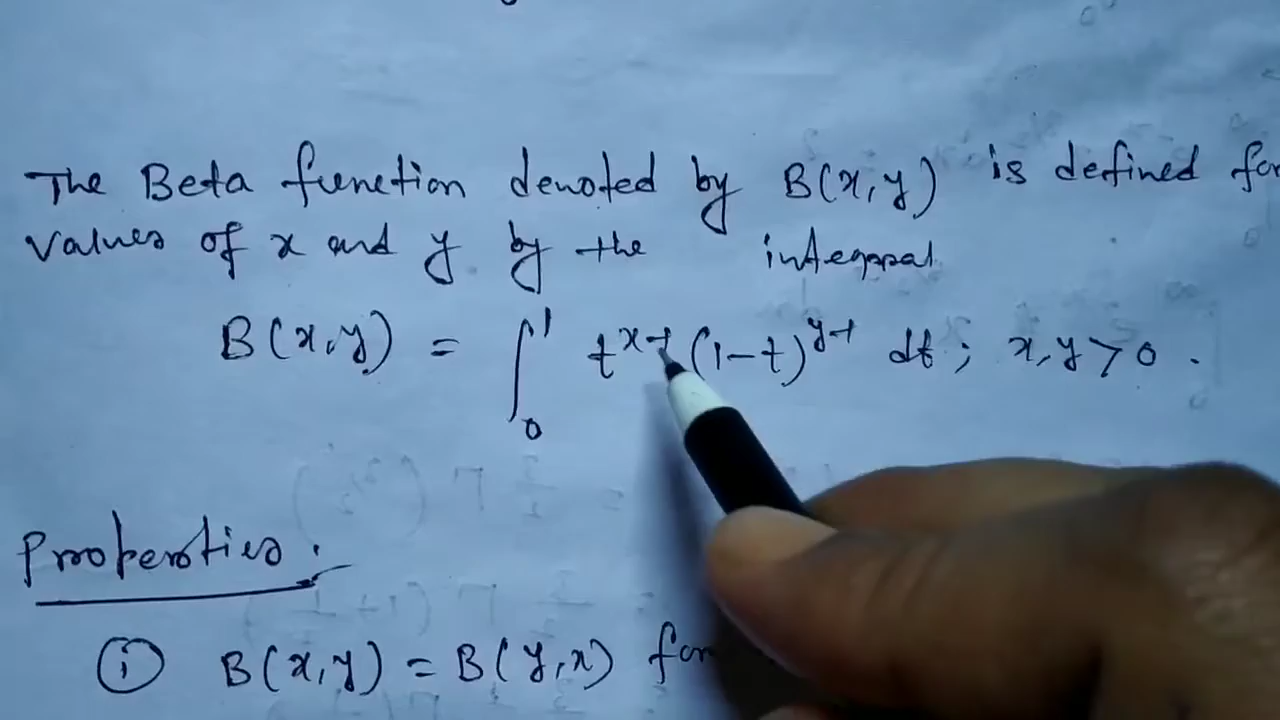 The Beta function denoted by B(x,y) is defined for
values of x and y by the integral
B(x,y) = ∫₀¹ t^{x-1} (1-t)^{y-1} dt ; x,y > 0 .
Properties .
(i) B(x,y) = B(y,x) for